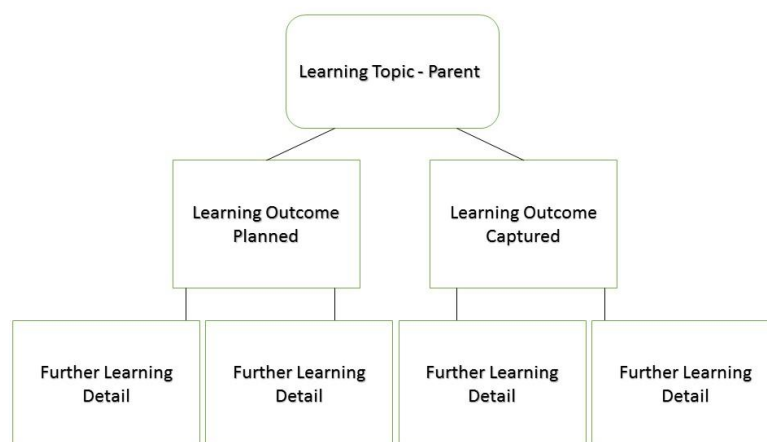 Learning Topic - Parent
Learning Outcome
Planned
Learning Outcome
Captured
Further Learning
Detail
Further Learning
Detail
Further Learning
Detail
Further Learning
Detail